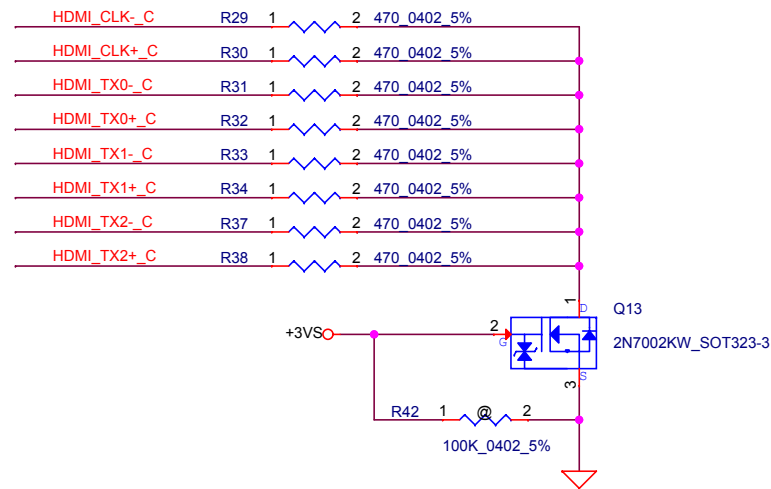 HDMI_CLK-_C R29 1 2 470_0402_5%
HDMI_CLK+_C R30 1 2 470_0402_5%
HDMI_TX0-_C R31 1 2 470_0402_5%
HDMI_TX0+_C R32 1 2 470_0402_5%
HDMI_TX1-_C R33 1 2 470_0402_5%
HDMI_TX1+_C R34 1 2 470_0402_5%
HDMI_TX2-_C R37 1 2 470_0402_5%
HDMI_TX2+_C R38 1 2 470_0402_5%
1 D Q13
+3VS 2 G 2N7002KW_SOT323-3
S 3
R42 1 @ 2
100K_0402_5%